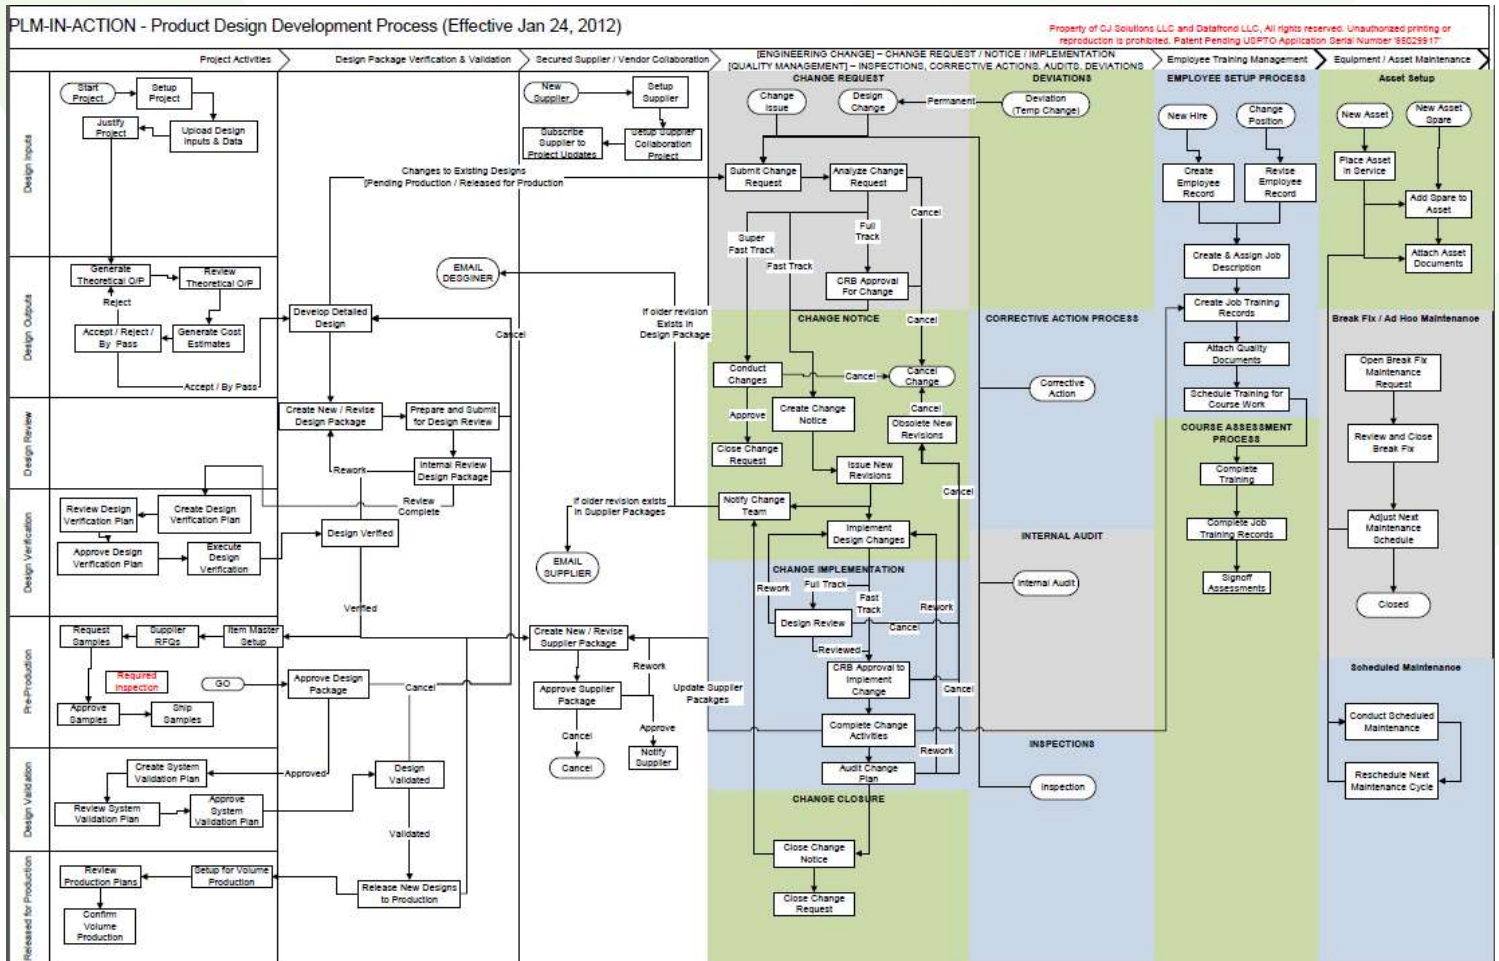 PLM-IN-ACTION - Product Design Development Process (Effective Jan 24, 2012)
Property of CJ Solutions LLC and Datafrond LLC, All rights reserved. Unauthorized printing or
reproduction is prohibited. Patent Pending USPTO Application Serial Number '85029917'
Project Activities
Design Package Verification & Validation
Secured Supplier / Vendor Collaboration
[ENGINEERING CHANGE] – CHANGE REQUEST / NOTICE / IMPLEMENTATION
[QUALITY MANAGEMENT] – INSPECTIONS, CORRECTIVE ACTIONS, AUDITS, DEVIATIONS
Employee Training Management
Equipment / Asset Maintenance
Design Inputs
Start
Project
Setup
Project
Justify
Project
Upload Design
Inputs & Data
New
Supplier
Setup
Supplier
Subscribe
Supplier to
Project Updates
Setup Supplier
Collaboration
Project
Changes to Existing Designs
[Pending Production / Released for Production
CHANGE REQUEST
Change
Issue
Design
Change
Permanent
DEVIATIONS
Deviation
(Temp Change)
Submit Change
Request
Analyze Change
Request
Cancel
Super
Fast Track
Full
Track
Fast Track
CRB Approval
For Change
EMPLOYEE SETUP PROCESS
New Hire
Change
Position
Create
Employee
Record
Revise
Employee
Record
Create & Assign Job
Description
Create Job Training
Records
Attach Quality
Documents
Schedule Training for
Course Work
Asset Setup
New Asset
New Asset
Spare
Place Asset
In Service
Add Spare to
Asset
Attach Asset
Documents
Design Outputs
Generate
Theoretical O/P
Review
Theoretical O/P
Reject
Accept / Reject /
By Pass
Generate Cost
Estimates
Accept / By Pass
Develop Detailed
Design
Cancel
EMAIL
DESGINER
If older revision
Exists in
Design Package
CHANGE NOTICE
Cancel
Conduct
Changes
Cancel
Cancel
Change
Approve
Create Change
Notice
Cancel
Obsolete New
Revisions
Close Change
Request
Issue New
Revisions
Cancel
CORRECTIVE ACTION PROCESS
Corrective
Action
Break Fix / Ad Hoc Maintenance
Open Break Fix
Maintenance
Request
Review and Close
Break Fix
Adjust Next
Maintenance
Schedule
Closed
Design Review
Create New / Revise
Design Package
Prepare and Submit
for Design Review
Rework
Internal Review
Design Package
Review
Complete
COURSE ASSESSMENT
PROCESS
Complete
Training
Complete Job
Training Records
Signoff
Assessments
Design Verification
Review Design
Verification Plan
Create Design
Verification Plan
Approve Design
Verification Plan
Execute
Design
Verification
Design Verified
Verified
If older revision exists
in Supplier Packages
EMAIL
SUPPLIER
Notify Change
Team
Implement
Design Changes
CHANGE IMPLEMENTATION
Full Track
Rework
Fast
Track
Rework
Design Review
Cancel
Reviewed
CRB Approval to
Implement
Change
Cancel
Complete Change
Activities
Rework
Audit Change
Plan
INTERNAL AUDIT
Internal Audit
Pre-Production
Request
Samples
Supplier
RFQs
Item Master
Setup
Required
Inspection
GO
Approve
Samples
Ship
Samples
Approve Design
Package
Cancel
Create New / Revise
Supplier Package
Rework
Approve Supplier
Package
Update Supplier
Pacakges
Cancel
Approve
Cancel
Notify
Supplier
Scheduled Maintenance
Conduct Scheduled
Maintenance
Reschedule Next
Maintenance Cycle
INSPECTIONS
Inspection
Design Validation
Create System
Validation Plan
Approved
Review System
Validation Plan
Approve
System
Validation Plan
Design
Validated
Validated
CHANGE CLOSURE
Close Change
Notice
Close Change
Request
Released for Production
Review
Production Plans
Setup for Volume
Production
Confirm
Volume
Production
Release New Designs
to Production